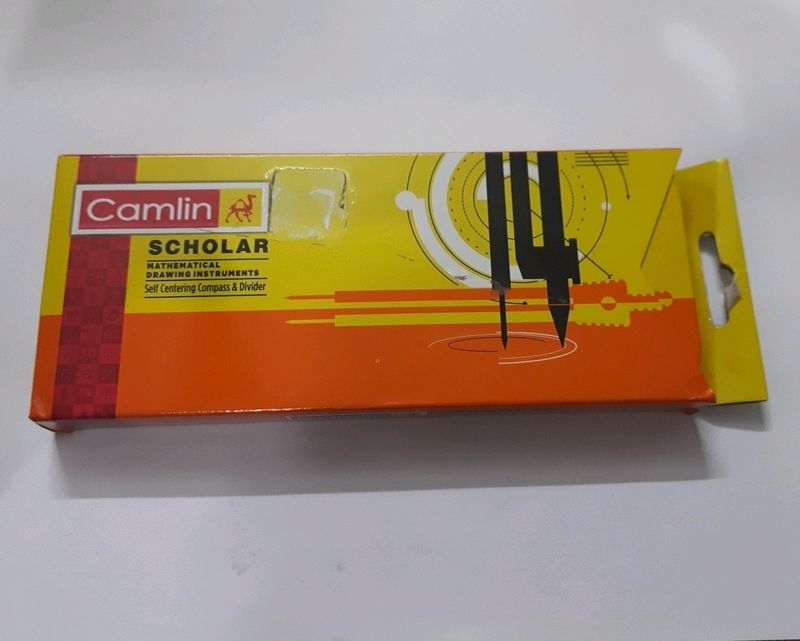 Camlin
SCHOLAR
MATHEMATICAL
DRAWING INSTRUMENTS
Self Centering Compass & Divider